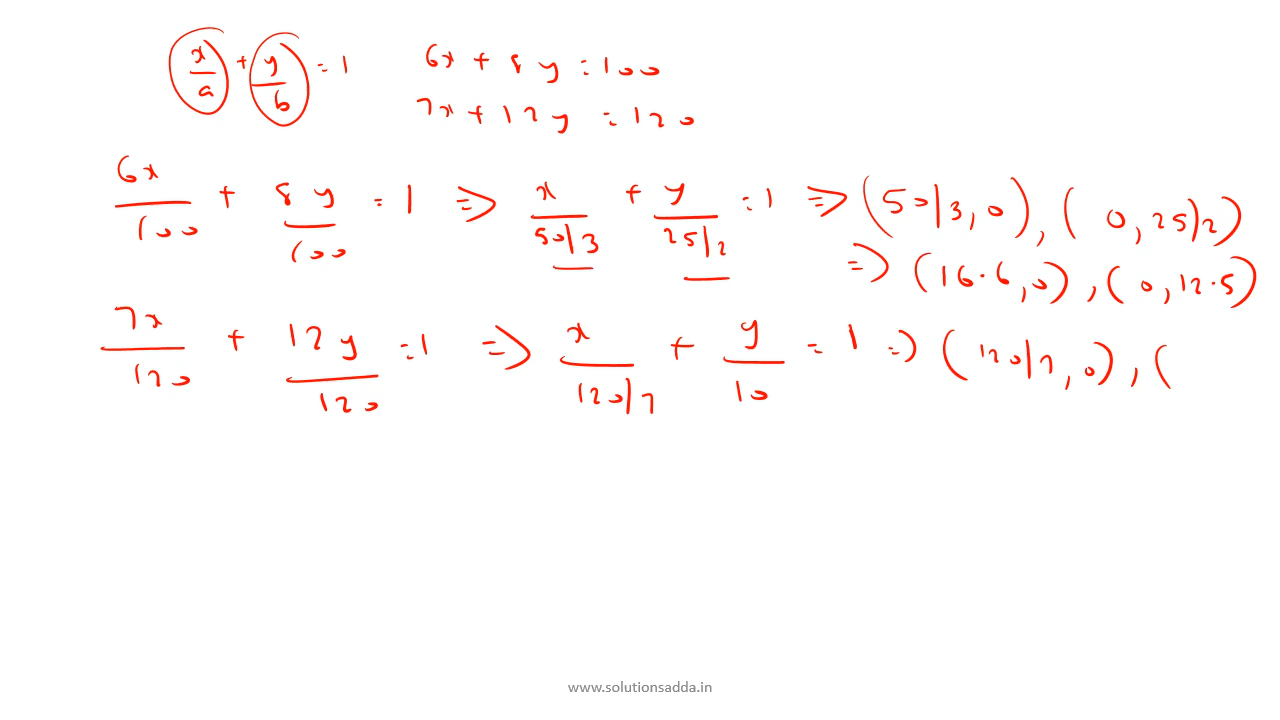 x/a + y/b = 1
6x + 8y = 100
7x + 12y = 120
6x/100 + 8y/100 = 1 ⇒ x/(50/3) + y/(25/2) = 1 ⇒ (50/3, 0), (0, 25/2)
⇒ (16.6, 0), (0, 12.5)
7x/120 + 12y/120 = 1 ⇒ x/(120/7) + y/10 = 1 ⇒ (120/7, 0), (
www.solutionsadda.in